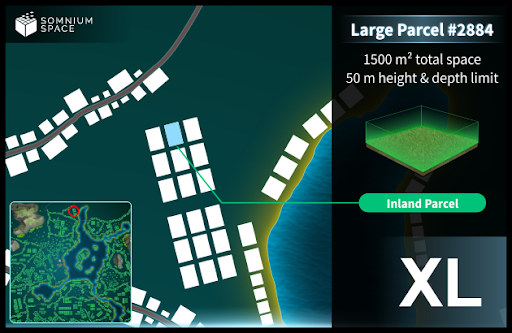 SOMNIUM
SPACE
Large Parcel #2884
1500 m² total space
50 m height & depth limit
Inland Parcel
XL